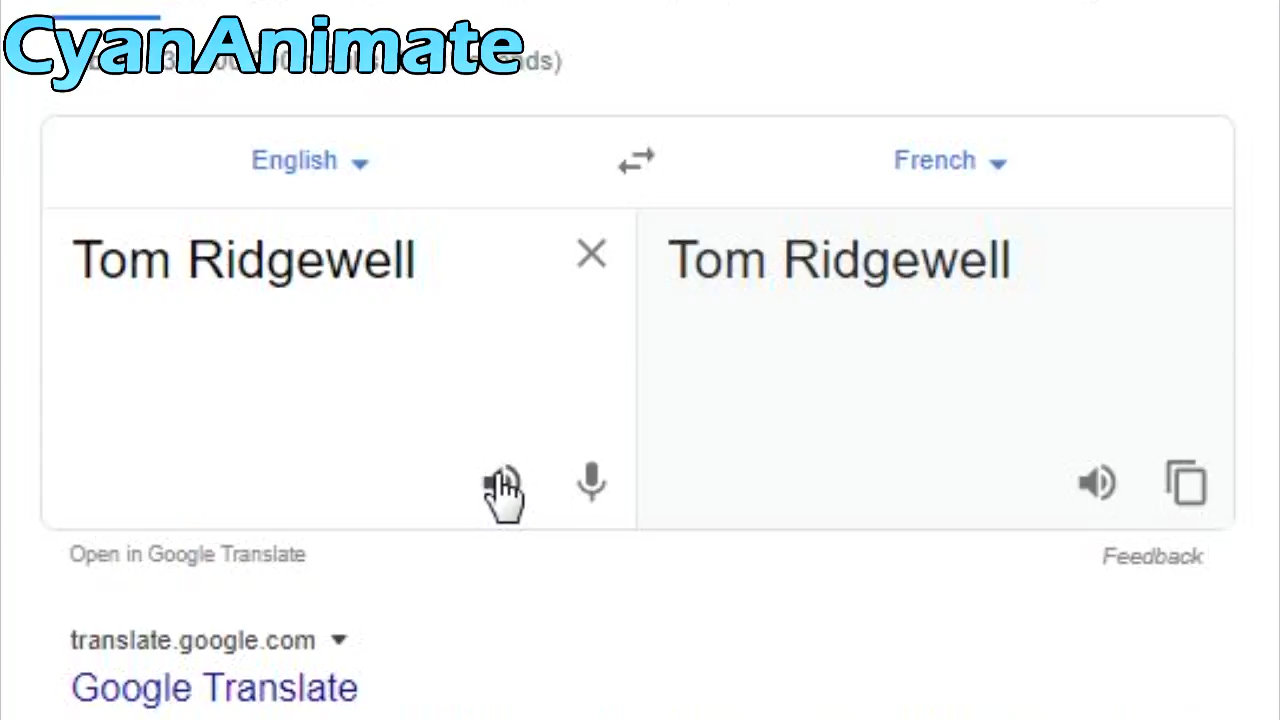 CyanAnimate
English
French
Tom Ridgewell
Tom Ridgewell
Open in Google Translate
Feedback
translate.google.com
Google Translate